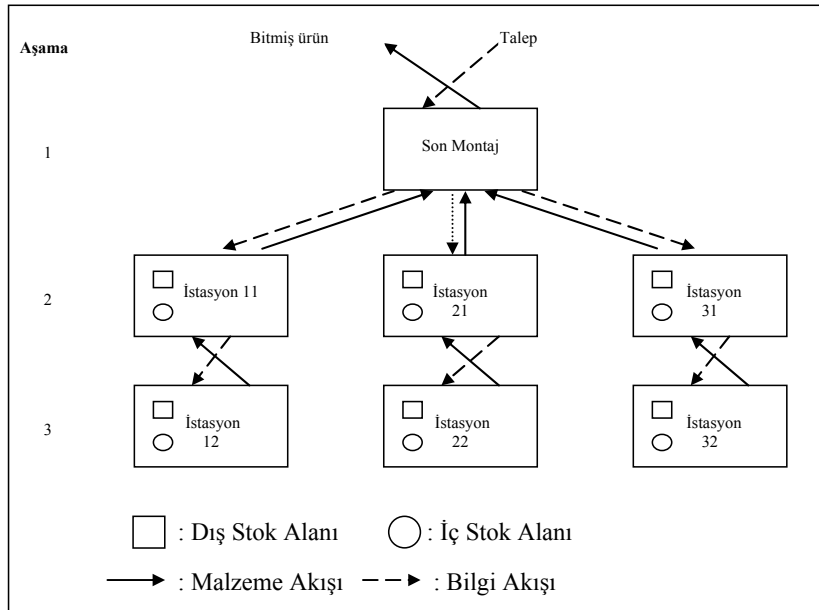 Aşama
Bitmiş ürün
Talep
1
Son Montaj
2
İstasyon 11
İstasyon
21
İstasyon
31
3
İstasyon
12
İstasyon
22
İstasyon
32
: Dış Stok Alanı
: İç Stok Alanı
: Malzeme Akışı
: Bilgi Akışı